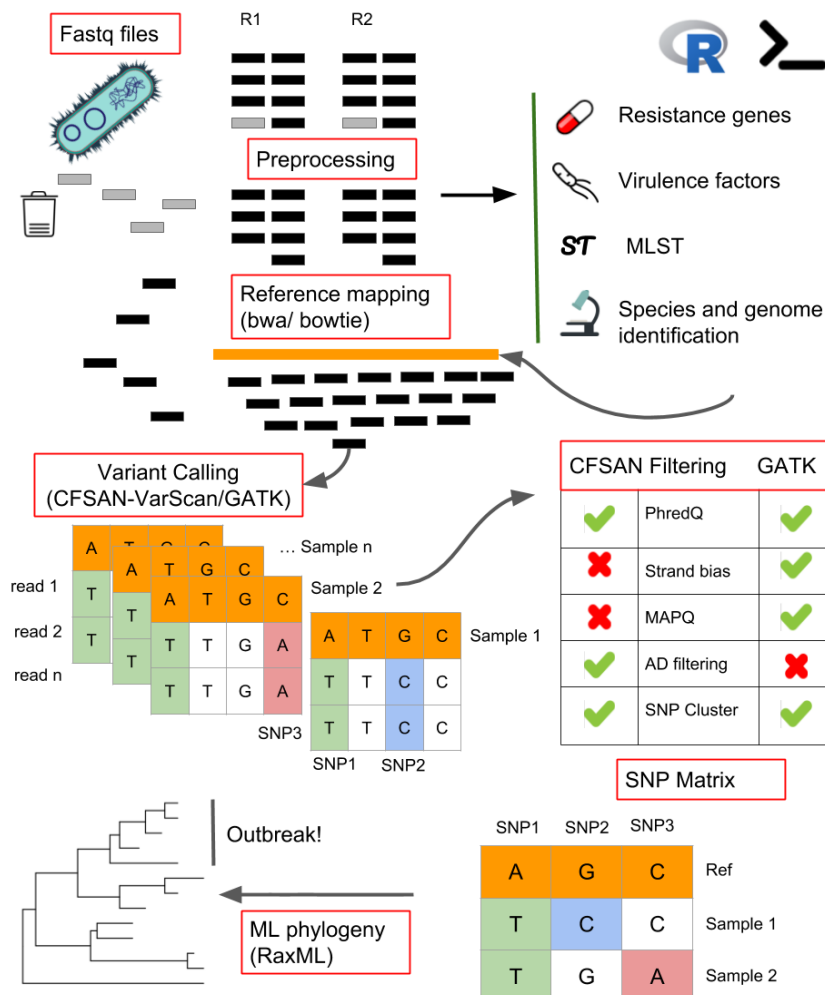 Fastq files
R1
R2
R
Preprocessing
Resistance genes
Virulence factors
ST
MLST
Species and genome
identification
Reference mapping
(bwa/ bowtie)
Variant Calling
(CFSAN-VarScan/GATK)
CFSAN Filtering GATK
PhredQ
Strand bias
MAPQ
AD filtering
SNP Cluster
A T G C
... Sample n
A T G C
Sample 2
A T G C
read 1
read 2
read n
T
T
T
T
T T G A
T T G A
SNP3
A T G C
Sample 1
T T C C
T T C C
SNP1
SNP2
SNP Matrix
SNP1 SNP2 SNP3
A G C Ref
T C C Sample 1
T G A Sample 2
Outbreak!
ML phylogeny
(RaxML)